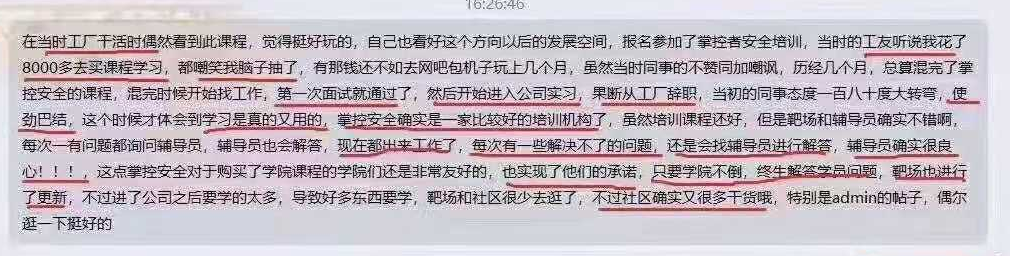 16:26:46
在当时工厂干活时偶然看到此课程，觉得挺好玩的，自己也看好这个方向以后的发展空间，报名参加了掌控者安全培训，当时的工友听说我花了
8000多去买课程学习，都嘲笑我脑子抽了，有那钱还不如去网吧包机子玩上几个月，虽然当时同事的不赞同加嘲讽，历经几个月，总算混完了掌
控安全的课程，混完时候开始找工作，第一次面试就通过了，然后开始进入公司实习，果断从工厂辞职，当初的同事态度一百八十度大转弯，使
劲巴结，这个时候才体会到学习是真的又用的，掌控安全确实是一家比较好的培训机构了，虽然培训课程还好，但是靶场和辅导员确实不错啊，
每次一有问题都询问辅导员，辅导员也会解答，现在都出来工作了，每次有一些解决不了的问题，还是会找辅导员进行解答，辅导员确实很良
心！！！，这点掌控安全对于购买了学院课程的学院们还是非常友好的，也实现了他们的承诺，只要学院不倒，终生解答学员问题，靶场也进行
了更新，不过进了公司之后要学的太多，导致好多东西要学，靶场和社区很少去逛了，不过社区确实又很多干货哦，特别是admin的帖子，偶尔
逛一下挺好的